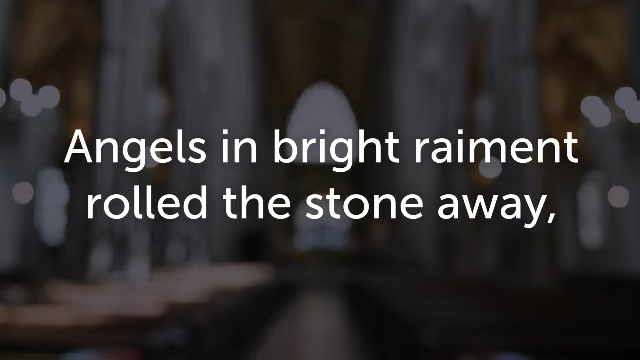 Angels in bright raiment
rolled the stone away,